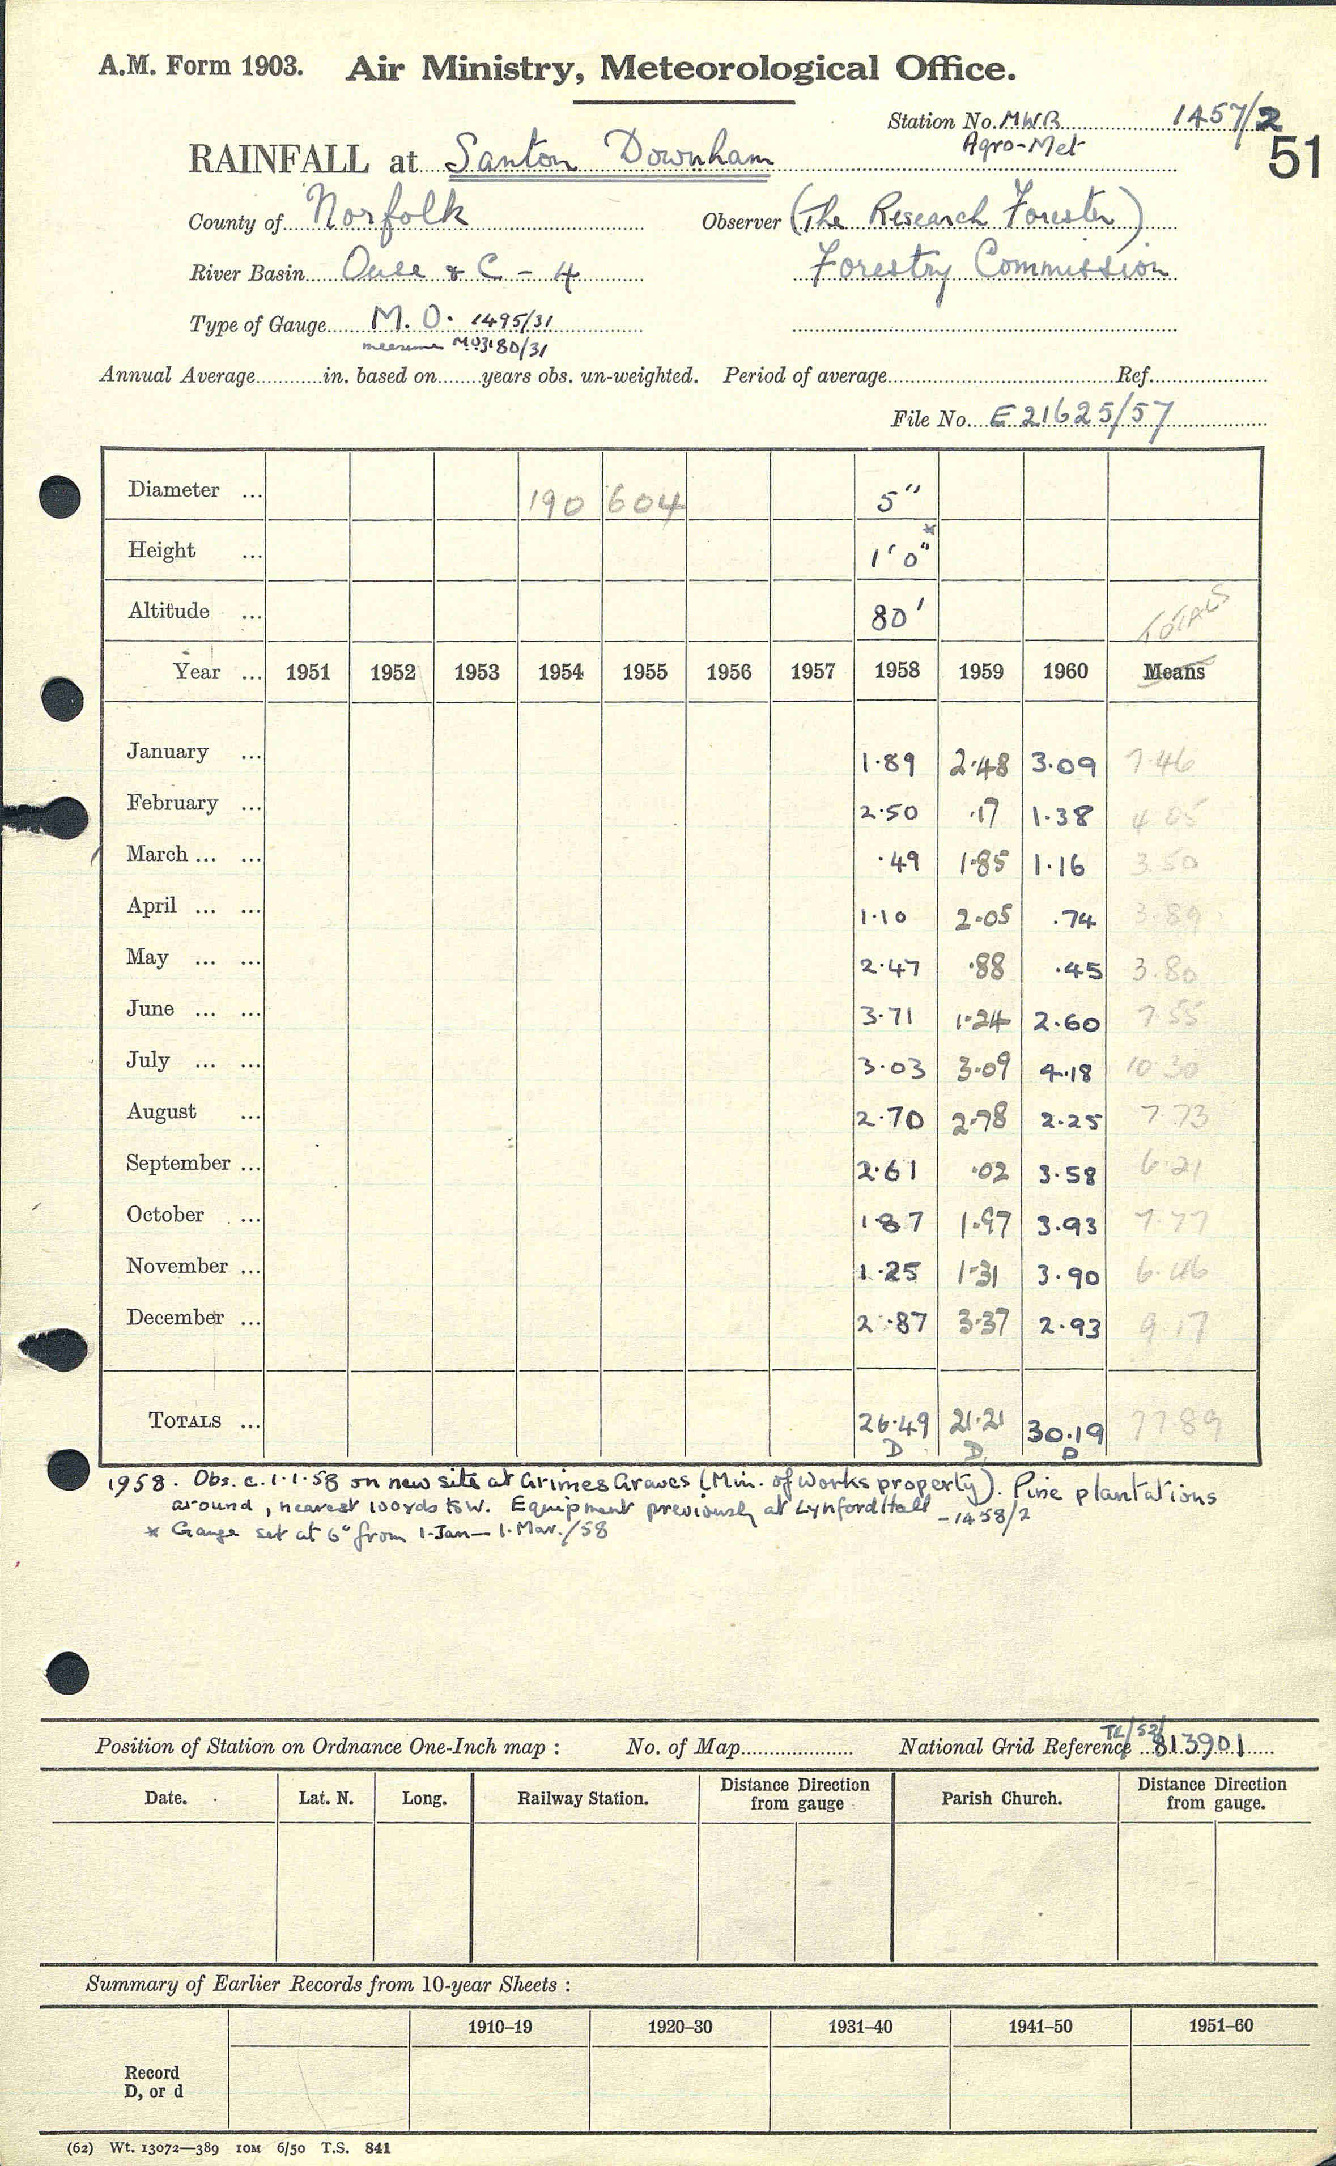 A.M. Form 1903. Air Ministry, Meteorological Office.
Station No. MWB 1457/2
Agro-Met
51
RAINFALL at Santon Downham
County of Norfolk Observer (The Research Forester)
River Basin Ouse & C - 4 Forestry Commission
Type of Gauge M.O. 1495/31
measure MO3180/31
Annual Average............in. based on........years obs. un-weighted. Period of average.................... Ref....................
File No. E 21625/57
Diameter ... 190 604 5"
Height ... 1'0" *
Altitude ... 80'
TOTALS
Year ... 1951 1952 1953 1954 1955 1956 1957 1958 1959 1960 Means
January ... 1.89 2.48 3.09 7.46
February ... 2.50 .17 1.38 4.05
March ... ... .49 1.85 1.16 3.50
April ... ... 1.10 2.05 .74 3.89
May ... ... 2.47 .88 .45 3.80
June ... ... 3.71 1.24 2.60 7.55
July ... ... 3.03 3.09 4.18 10.30
August ... 2.70 2.78 2.25 7.73
September ... 2.61 .02 3.58 6.21
October ... 1.87 1.97 3.93 7.77
November ... 1.25 1.31 3.90 6.46
December ... 2.87 3.37 2.93 9.17
TOTALS ... 26.49 21.21 30.19 77.89
D D D
1958. Obs. c. 1.1.58 on new site at Grimes Graves (Min. of Works property). Pine plantations
around, nearest 100yds to W. Equipment previously at Lynford Hall - 1458/2
* Gauge set at 6" from 1.Jan - 1.Mar./58
Position of Station on Ordnance One-Inch map : No. of Map.................... National Grid Reference TL/52/ 813901
Date. Lat. N. Long. Railway Station. Distance Direction from gauge Parish Church. Distance Direction from gauge.
Summary of Earlier Records from 10-year Sheets :
1910–19 1920–30 1931–40 1941–50 1951–60
Record
D, or d
(62) Wt. 13072—389 10M 6/50 T.S. 841